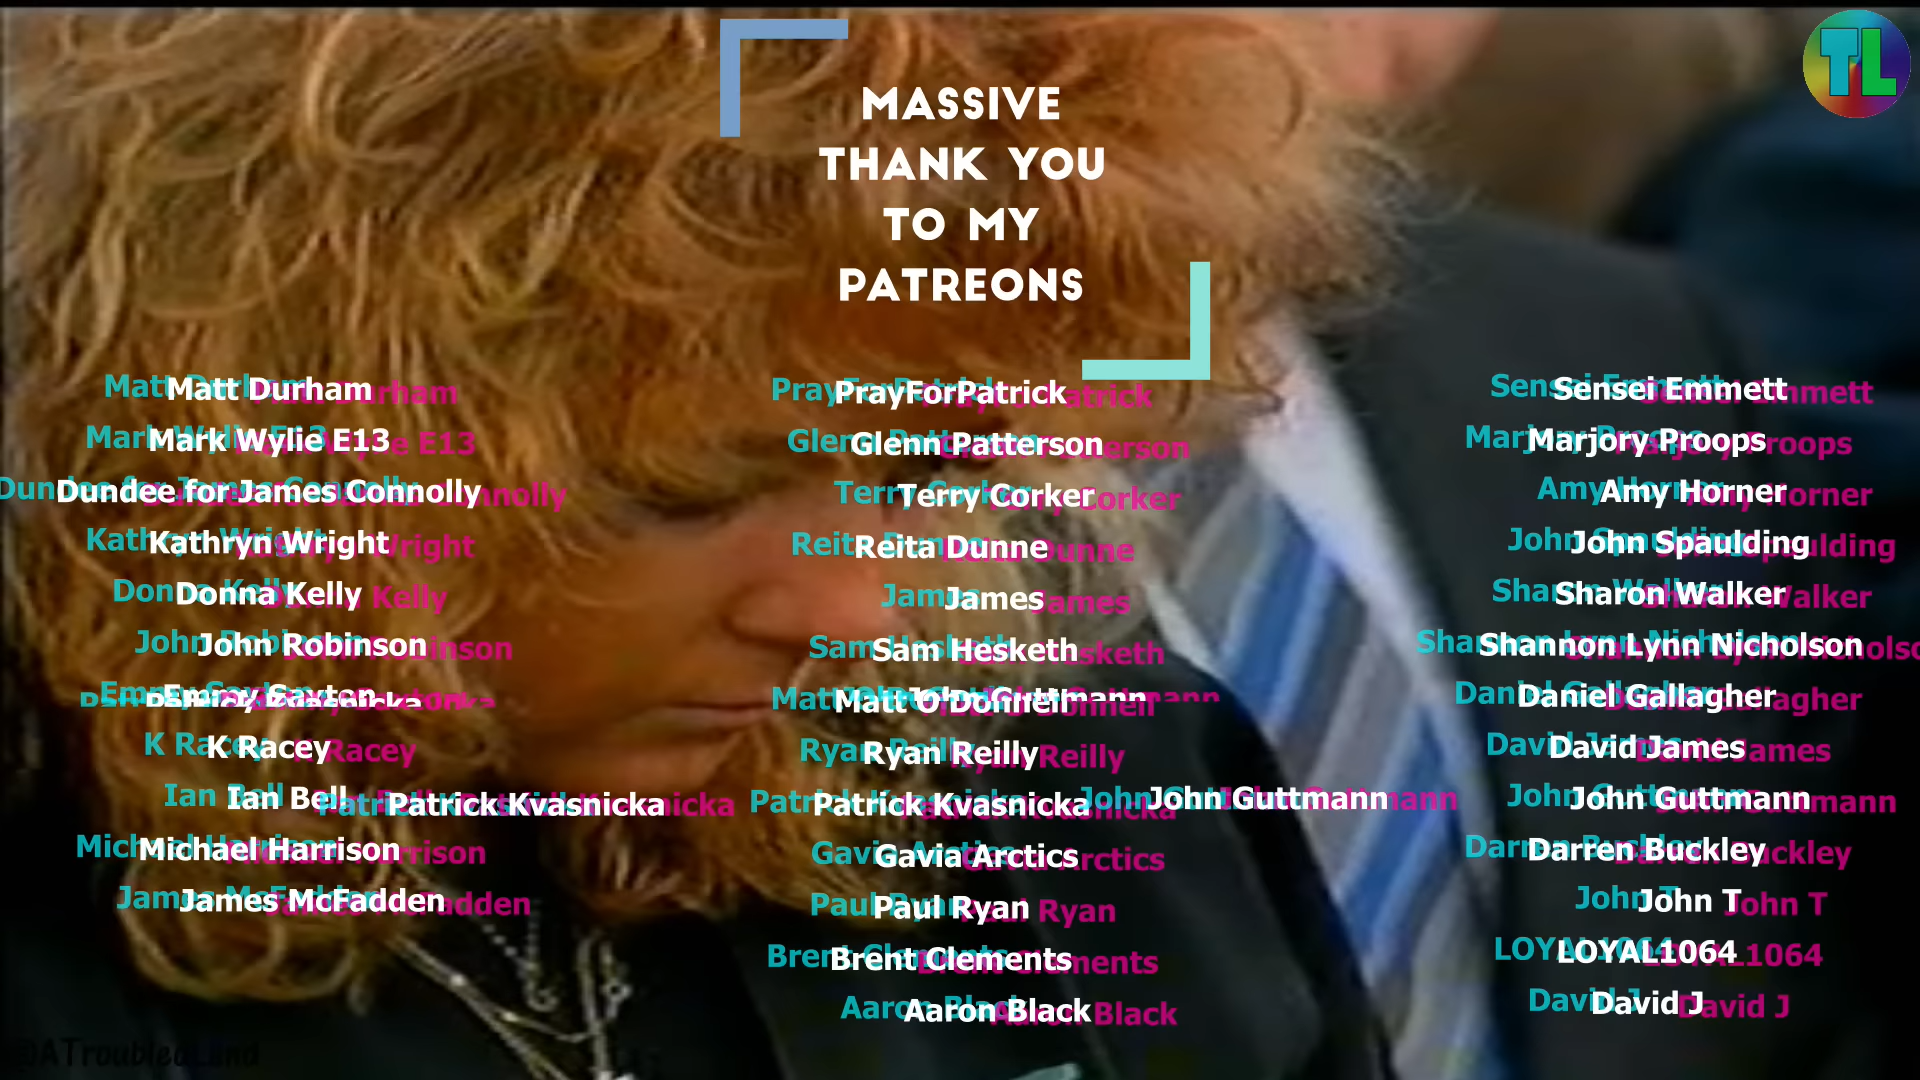 TL
MASSIVE
THANK YOU
TO MY
PATREONS
Matt Durham
Mark Wylie E13
Dundee for James Connolly
Kathryn Wright
Donna Kelly
John Robinson
K Racey
Ian Bell
Patrick Kvasnicka
Michael Harrison
James McFadden
PrayForPatrick
Glenn Patterson
Terry Corker
Reita Dunne
James
Sam Hesketh
Matt O'Donnell
John Guttmann
Ryan Reilly
Patrick Kvasnicka
John Guttmann
Gavia Arctics
Paul Ryan
Brent Clements
Aaron Black
Sensei Emmett
Marjory Proops
Amy Horner
John Spaulding
Sharon Walker
Shannon Lynn Nicholson
Daniel Gallagher
David James
John Guttmann
Darren Buckley
John T
LOYAL1064
David J